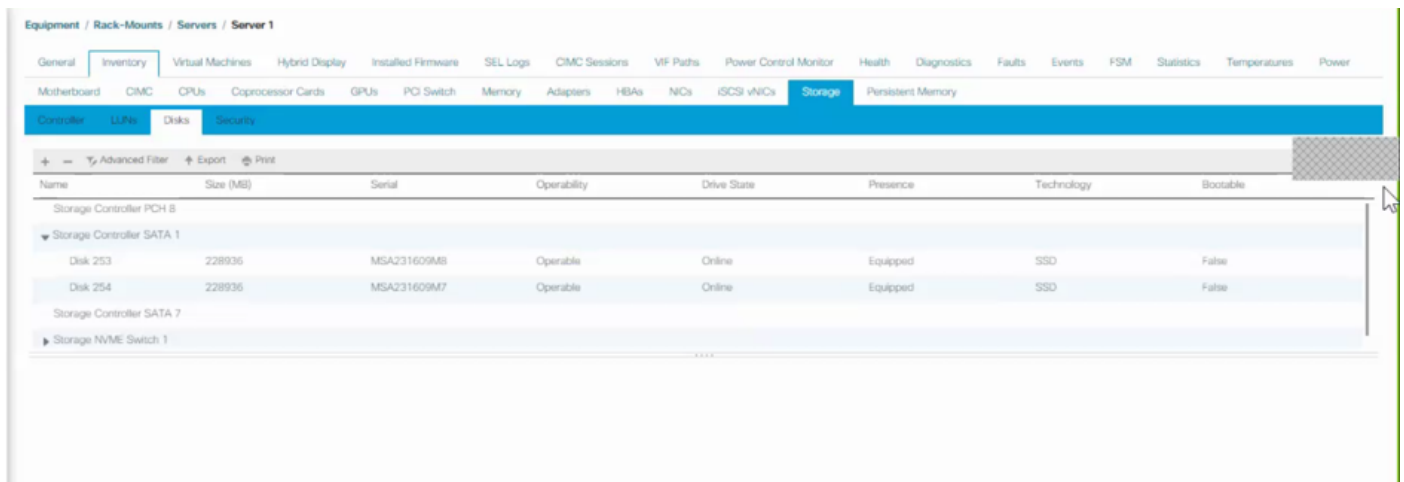 Equipment / Rack-Mounts / Servers / Server 1
General Inventory Virtual Machines Hybrid Display Installed Firmware SEL Logs CIMC Sessions VIF Paths Power Control Monitor Health Diagnostics Faults Events FSM Statistics Temperatures Power
Motherboard CIMC CPUs Coprocessor Cards GPUs PCI Switch Memory Adapters HBAs NICs iSCSI vNICs Storage Persistent Memory
Controller LUNs Disks Security
+ − Advanced Filter Export Print
Name Size (MB) Serial Operability Drive State Presence Technology Bootable
Storage Controller PCH 8
Storage Controller SATA 1
Disk 253 228936 MSA231609M8 Operable Online Equipped SSD False
Disk 254 228936 MSA231609M7 Operable Online Equipped SSD False
Storage Controller SATA 7
Storage NVME Switch 1